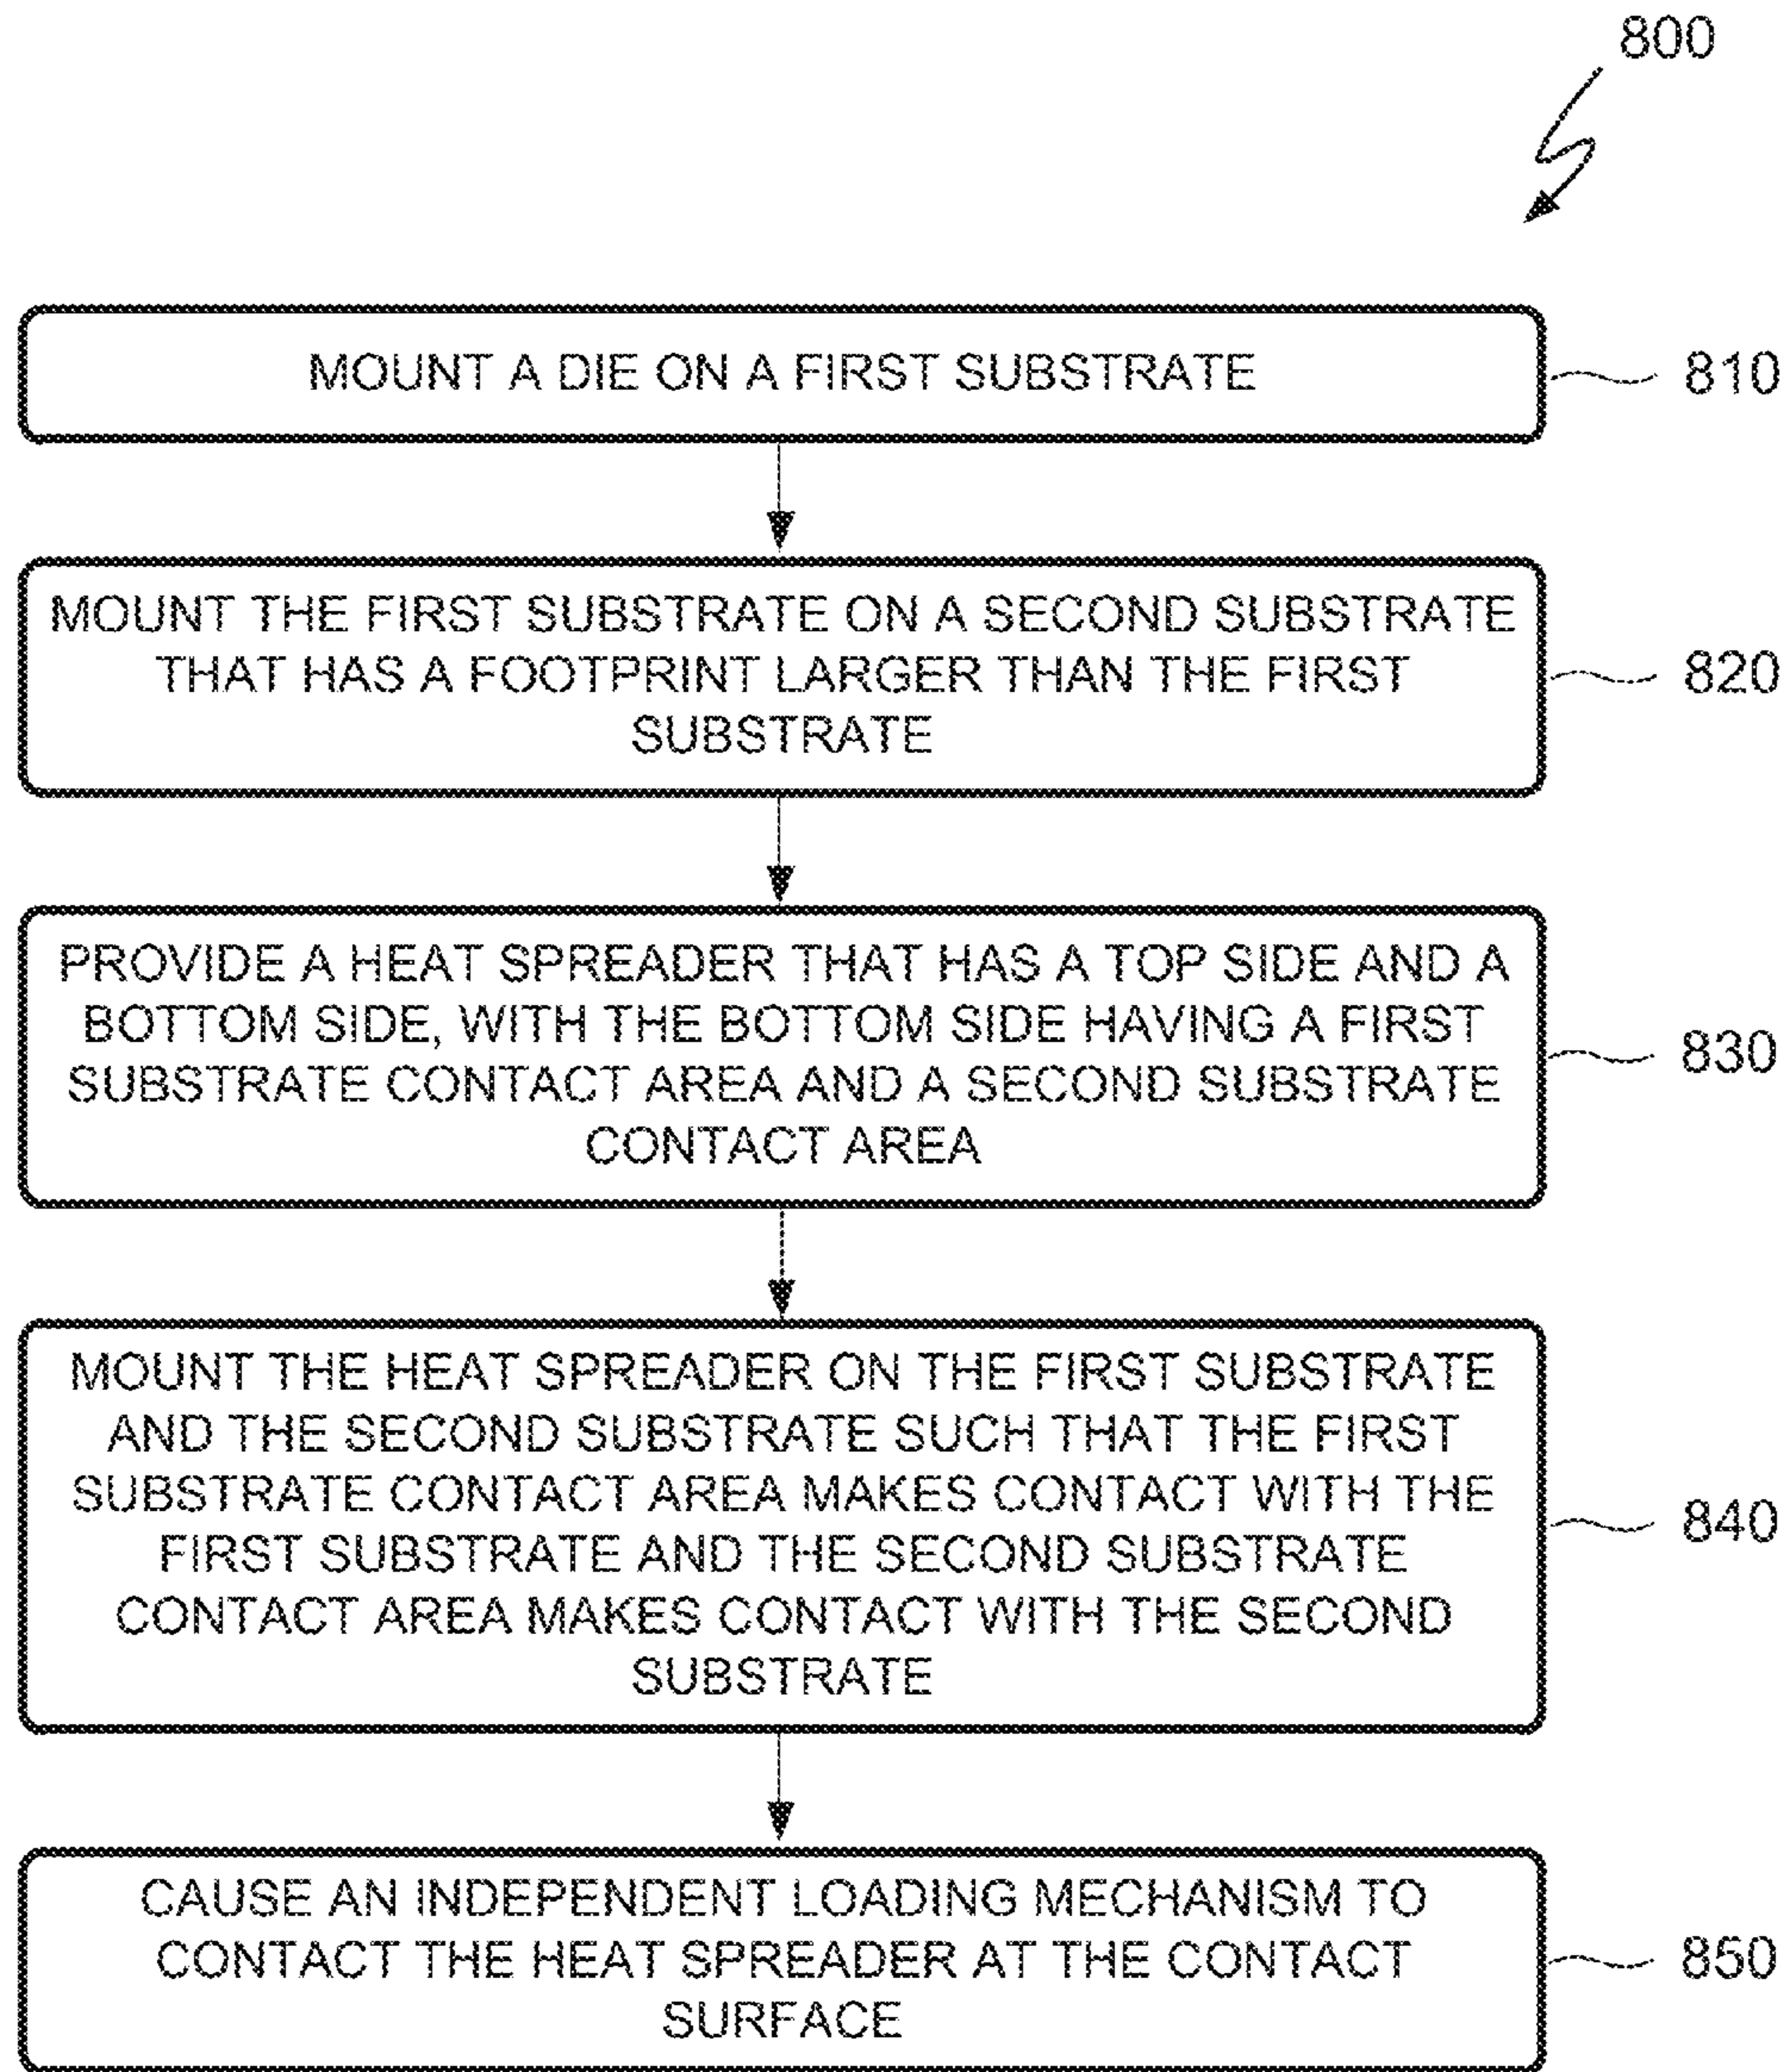 800
MOUNT A DIE ON A FIRST SUBSTRATE
810
MOUNT THE FIRST SUBSTRATE ON A SECOND SUBSTRATE
THAT HAS A FOOTPRINT LARGER THAN THE FIRST
SUBSTRATE
820
PROVIDE A HEAT SPREADER THAT HAS A TOP SIDE AND A
BOTTOM SIDE, WITH THE BOTTOM SIDE HAVING A FIRST
SUBSTRATE CONTACT AREA AND A SECOND SUBSTRATE
CONTACT AREA
830
MOUNT THE HEAT SPREADER ON THE FIRST SUBSTRATE
AND THE SECOND SUBSTRATE SUCH THAT THE FIRST
SUBSTRATE CONTACT AREA MAKES CONTACT WITH THE
FIRST SUBSTRATE AND THE SECOND SUBSTRATE
CONTACT AREA MAKES CONTACT WITH THE SECOND
SUBSTRATE
840
CAUSE AN INDEPENDENT LOADING MECHANISM TO
CONTACT THE HEAT SPREADER AT THE CONTACT
SURFACE
850